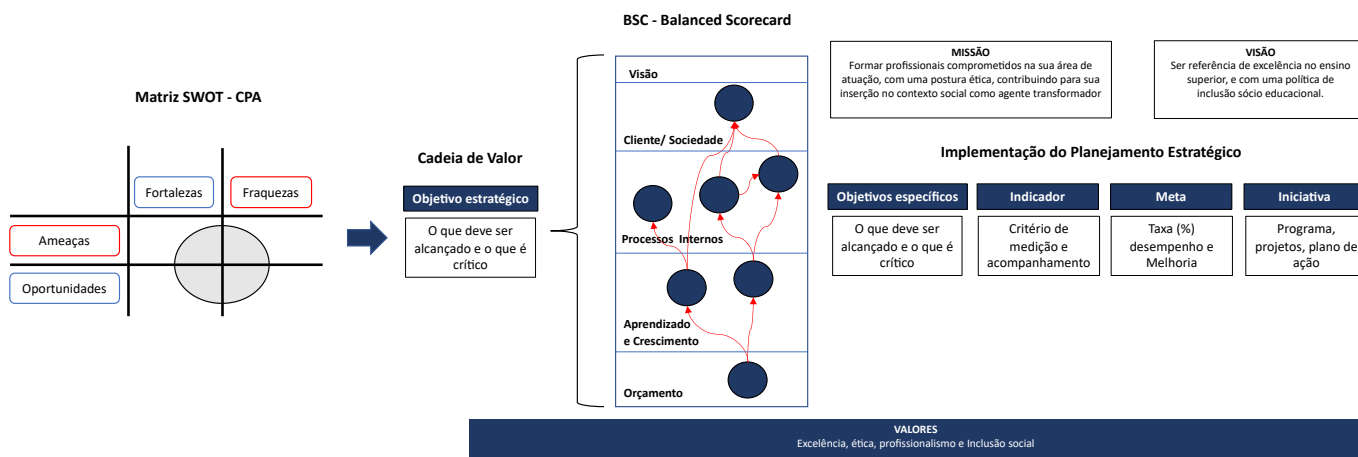 BSC - Balanced Scorecard
Matriz SWOT - CPA
Fortalezas
Fraquezas
Ameaças
Oportunidades
Cadeia de Valor
Objetivo estratégico
O que deve ser
alcançado e o que é
crítico
Visão
Cliente/ Sociedade
Processos Internos
Aprendizado
e Crescimento
Orçamento
MISSÃO
Formar profissionais comprometidos na sua área de
atuação, com uma postura ética, contribuindo para sua
inserção no contexto social como agente transformador
VISÃO
Ser referência de excelência no ensino
superior, e com uma política de
inclusão sócio educacional.
Implementação do Planejamento Estratégico
Objetivos específicos
O que deve ser
alcançado e o que é
crítico
Indicador
Critério de
medição e
acompanhamento
Meta
Taxa (%)
desempenho e
Melhoria
Iniciativa
Programa,
projetos, plano de
ação
VALORES
Excelência, ética, profissionalismo e Inclusão social